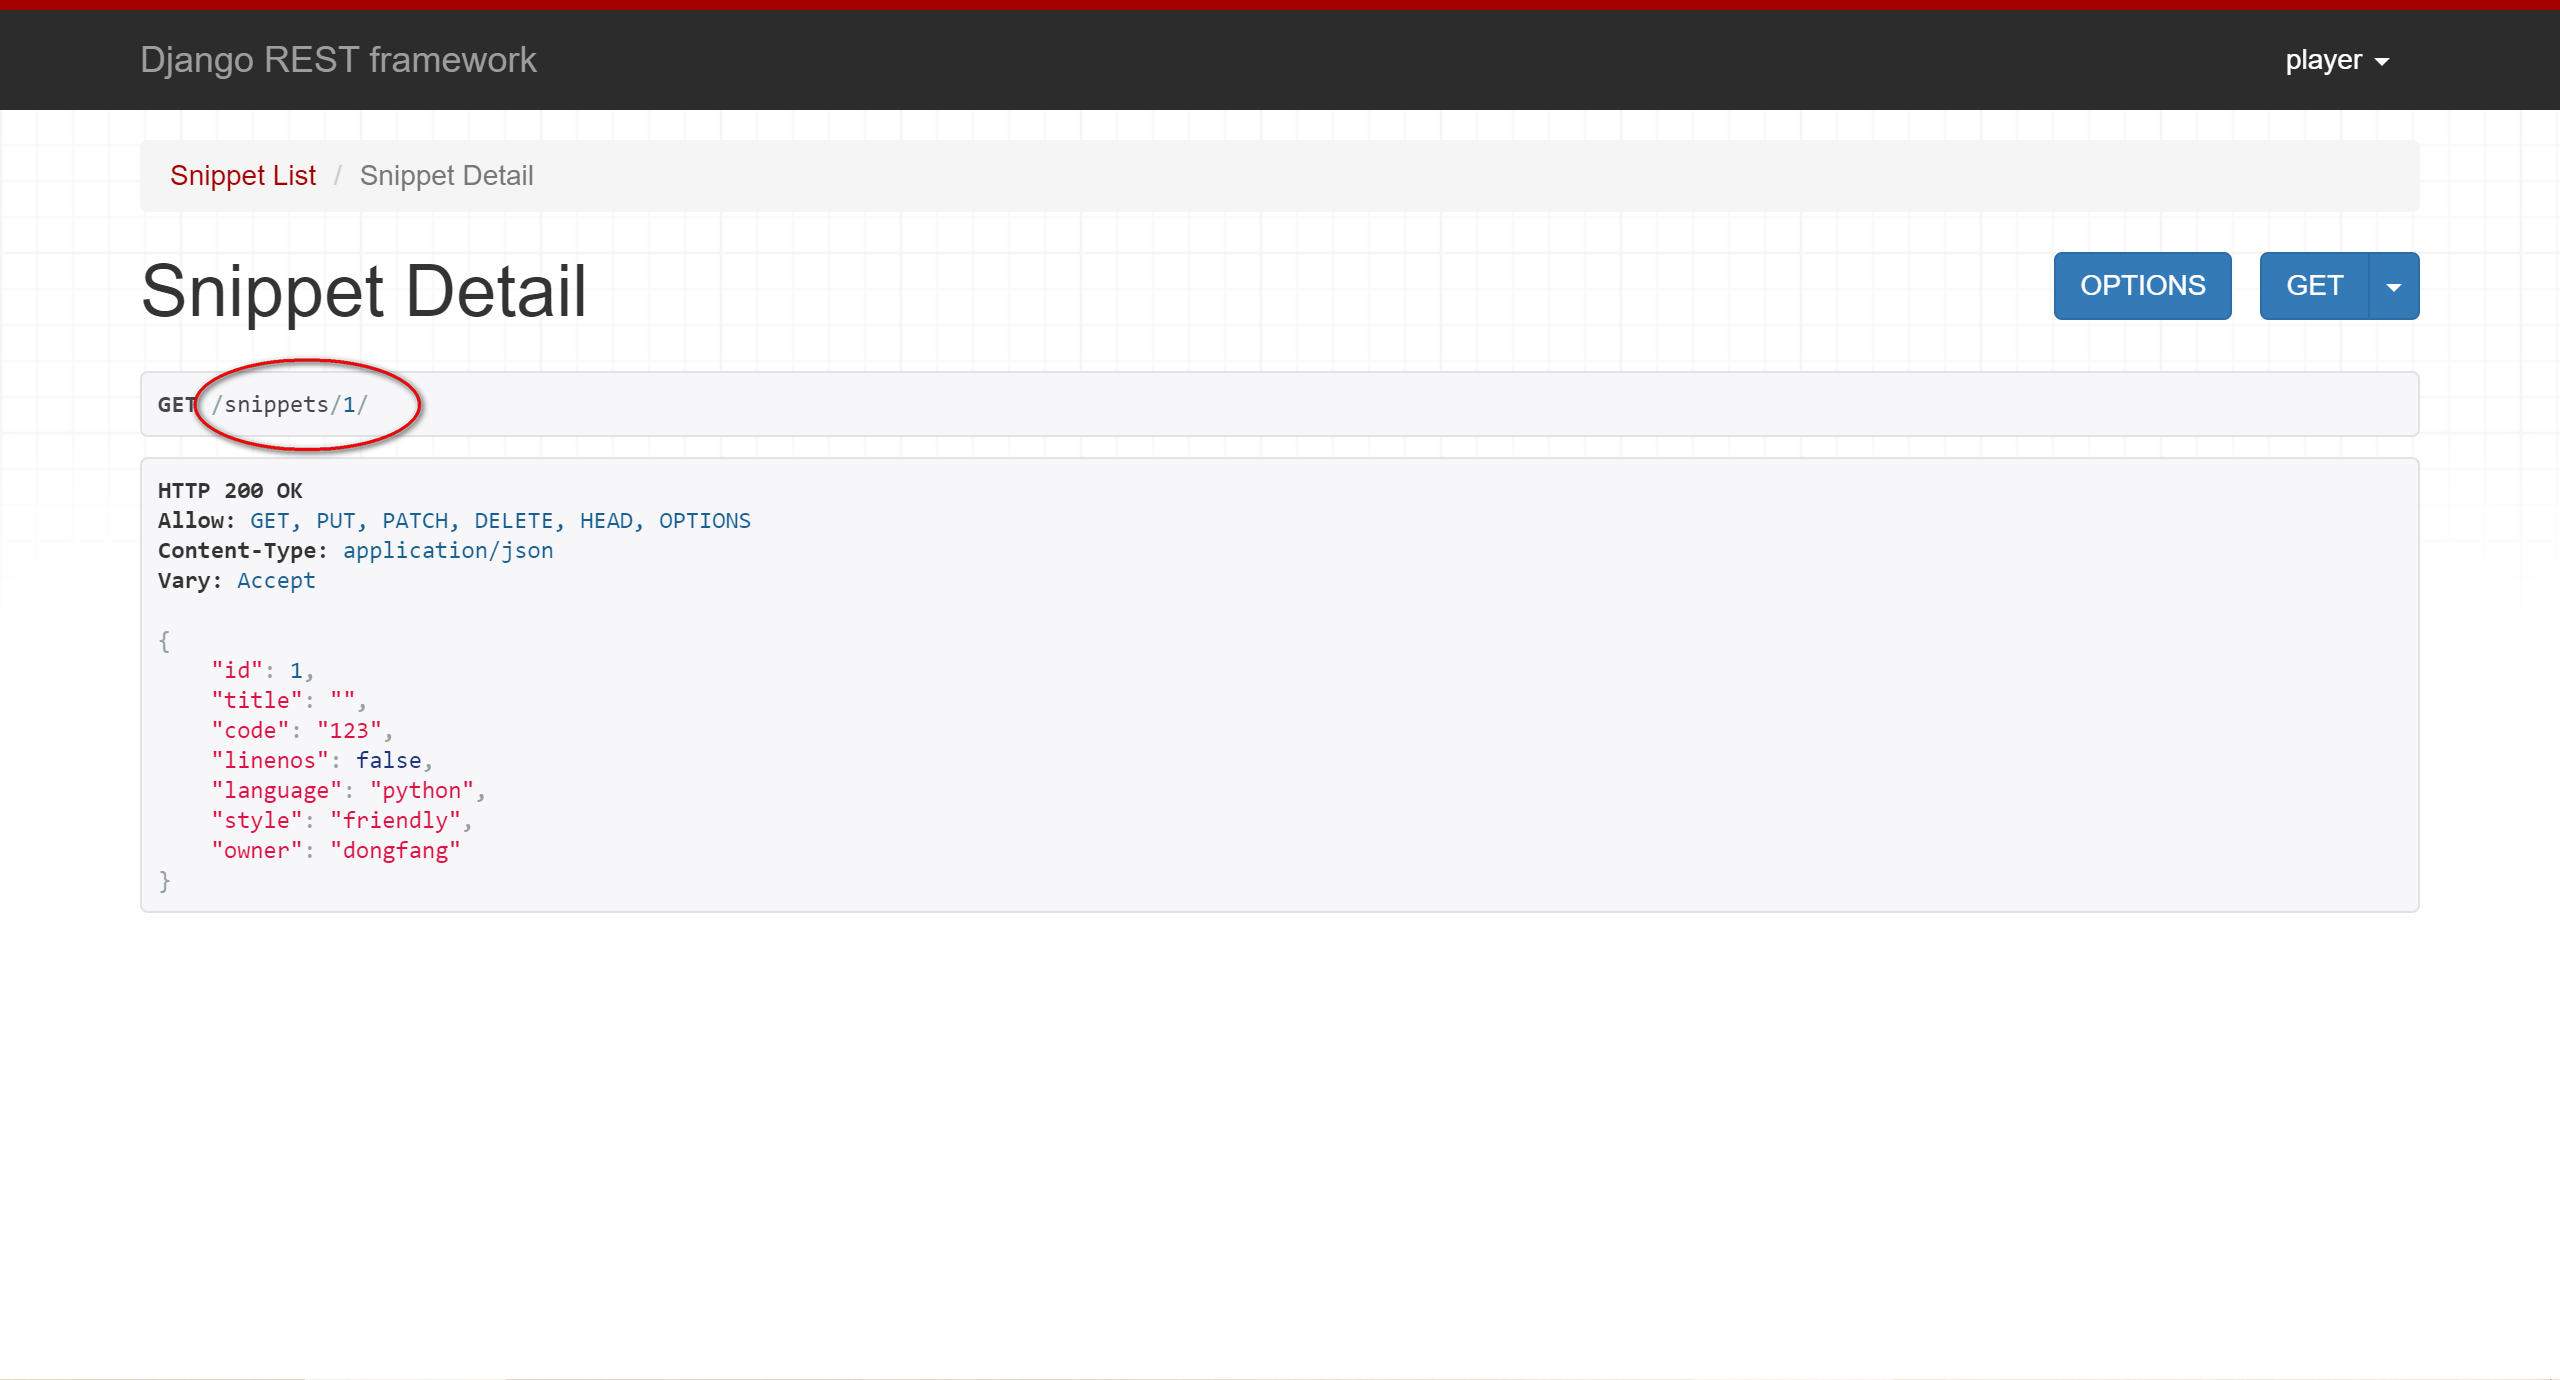 Django REST framework
player
Snippet List / Snippet Detail
Snippet Detail
OPTIONS
GET
GET /snippets/1/
HTTP 200 OK
Allow: GET, PUT, PATCH, DELETE, HEAD, OPTIONS
Content-Type: application/json
Vary: Accept
{
    "id": 1,
    "title": "",
    "code": "123",
    "linenos": false,
    "language": "python",
    "style": "friendly",
    "owner": "dongfang"
}